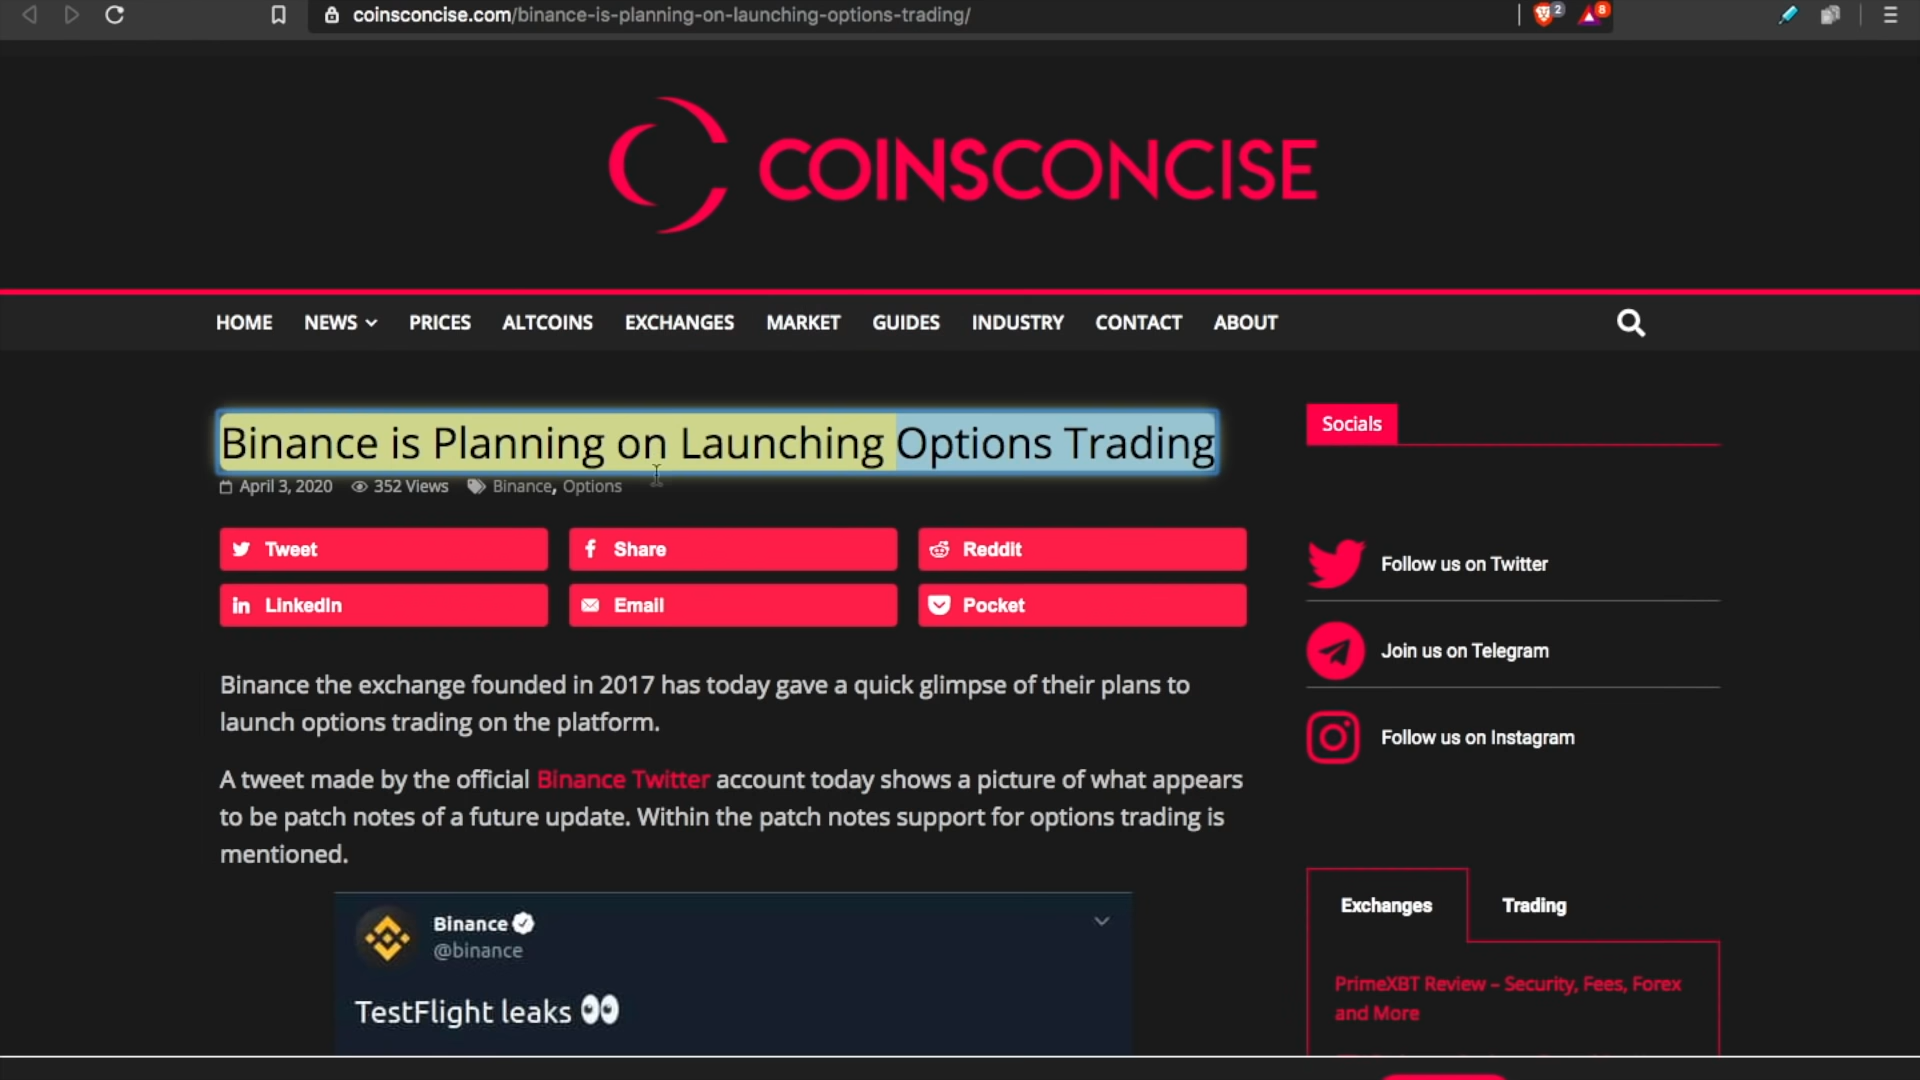 coinsconcise.com/binance-is-planning-on-launching-options-trading/
2
8
COINSCONCISE
HOME NEWS PRICES ALTCOINS EXCHANGES MARKET GUIDES INDUSTRY CONTACT ABOUT
Binance is Planning on Launching Options Trading
April 3, 2020 352 Views Binance, Options
Tweet Share Reddit
LinkedIn Email Pocket
Binance the exchange founded in 2017 has today gave a quick glimpse of their plans to
launch options trading on the platform.
A tweet made by the official Binance Twitter account today shows a picture of what appears
to be patch notes of a future update. Within the patch notes support for options trading is
mentioned.
Binance
@binance
TestFlight leaks 👀
Socials
Follow us on Twitter
Join us on Telegram
Follow us on Instagram
Exchanges Trading
PrimeXBT Review – Security, Fees, Forex
and More